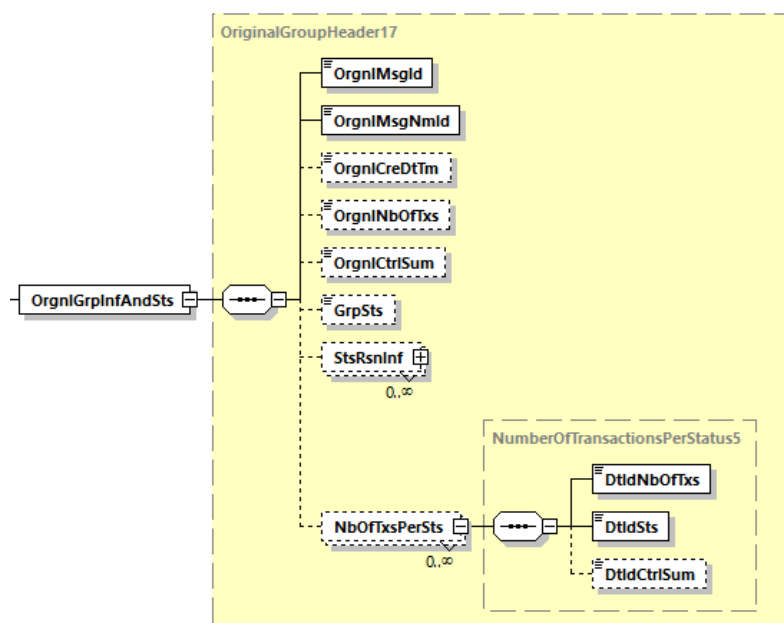 OriginalGroupHeader17
OrgnlMsgId
OrgnlMsgNmId
OrgnlCreDtTm
OrgnlNbOfTxs
OrgnlCtrlSum
OrgnlGrpInfAndSts
GrpSts
StsRsnInf
0..∞
NumberOfTransactionsPerStatus5
DtldNbOfTxs
NbOfTxsPerSts
DtldSts
0..∞
DtldCtrlSum